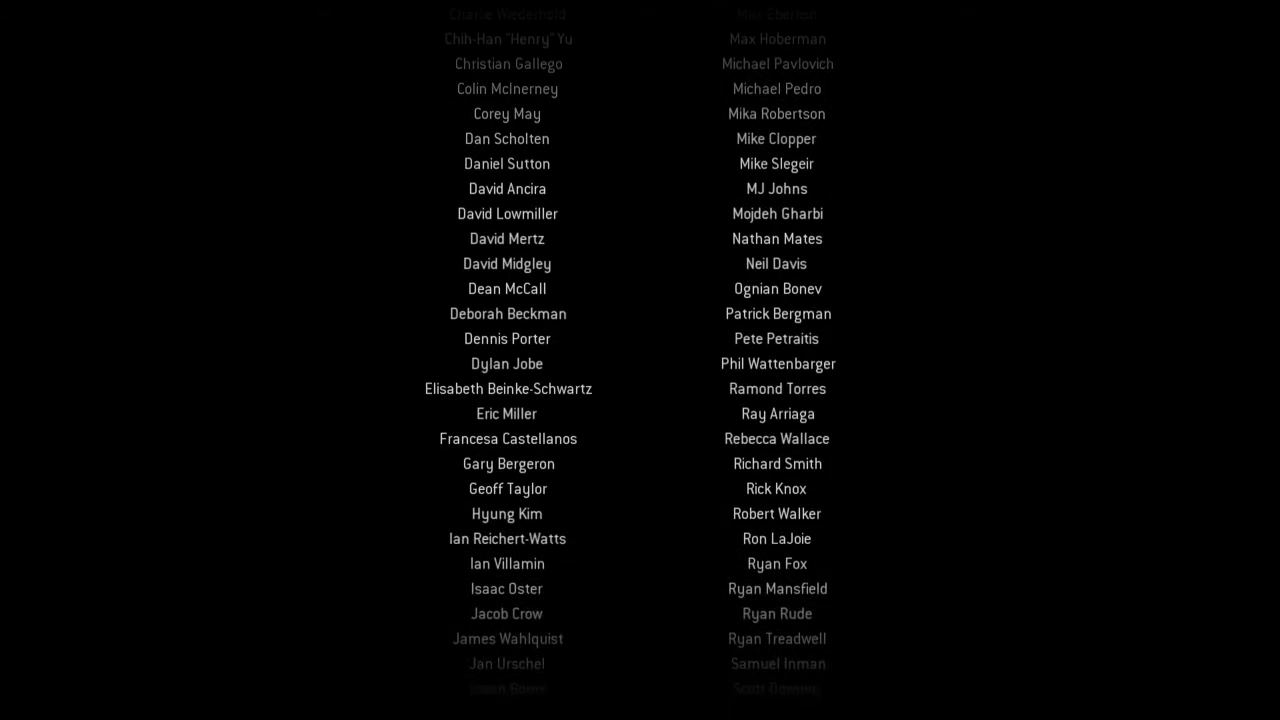 Charlie Wiederhold
Chih-Han "Henry" Yu
Christian Gallego
Colin McInerney
Corey May
Dan Scholten
Daniel Sutton
David Ancira
David Lowmiller
David Mertz
David Midgley
Dean McCall
Deborah Beckman
Dennis Porter
Dylan Jobe
Elisabeth Beinke-Schwartz
Eric Miller
Francesa Castellanos
Gary Bergeron
Geoff Taylor
Hyung Kim
Ian Reichert-Watts
Ian Villamin
Isaac Oster
Jacob Crow
James Wahlquist
Jan Urschel
Max
Max Hoberman
Michael Pavlovich
Michael Pedro
Mika Robertson
Mike Clopper
Mike Slegeir
MJ Johns
Mojdeh Gharbi
Nathan Mates
Neil Davis
Ognian Bonev
Patrick Bergman
Pete Petraitis
Phil Wattenbarger
Ramond Torres
Ray Arriaga
Rebecca Wallace
Richard Smith
Rick Knox
Robert Walker
Ron LaJoie
Ryan Fox
Ryan Mansfield
Ryan Rude
Ryan Treadwell
Samuel Inman
Scott